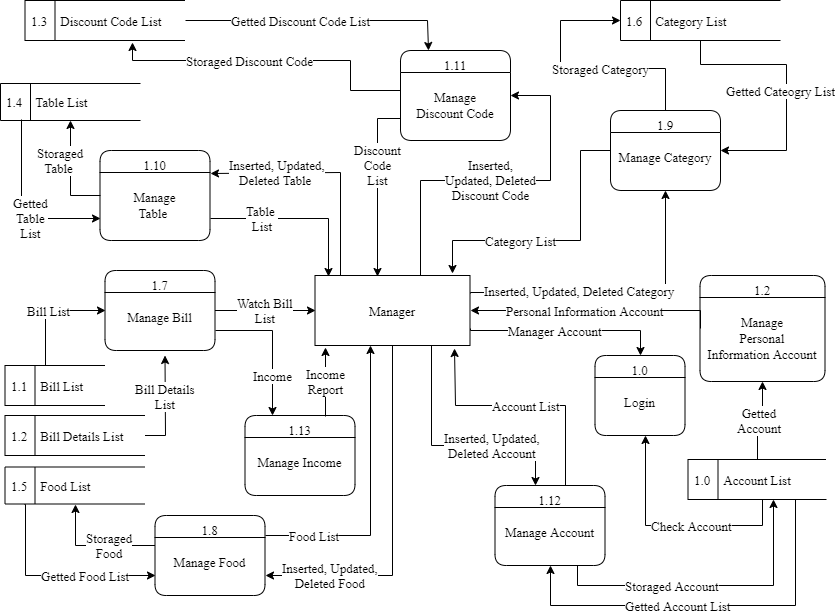 1.3
Discount Code List
Getted Discount Code List
1.6
Category List
Storaged Discount Code
1.11
Manage
Discount Code
Storaged Category
Getted Cateogry List
1.4
Table List
1.9
Manage Category
Storaged
Table
1.10
Manage
Table
Inserted, Updated,
Deleted Table
Discount
Code
List
Inserted,
Updated, Deleted
Discount Code
Getted
Table
List
Table
List
Category List
1.7
Manage Bill
Watch Bill
List
Bill List
Manager
Inserted, Updated, Deleted Category
Personal Information Account
Manager Account
1.2
Manage
Personal
Information Account
1.1
Bill List
Bill Details
List
Income
Income
Report
1.0
Login
1.2
Bill Details List
1.13
Manage Income
Account List
Inserted, Updated,
Deleted Account
Getted
Account
1.5
Food List
1.0
Account List
1.12
Manage Account
Storaged
Food
1.8
Manage Food
Food List
Check Account
Getted Food List
Inserted, Updated,
Deleted Food
Storaged Account
Getted Account List